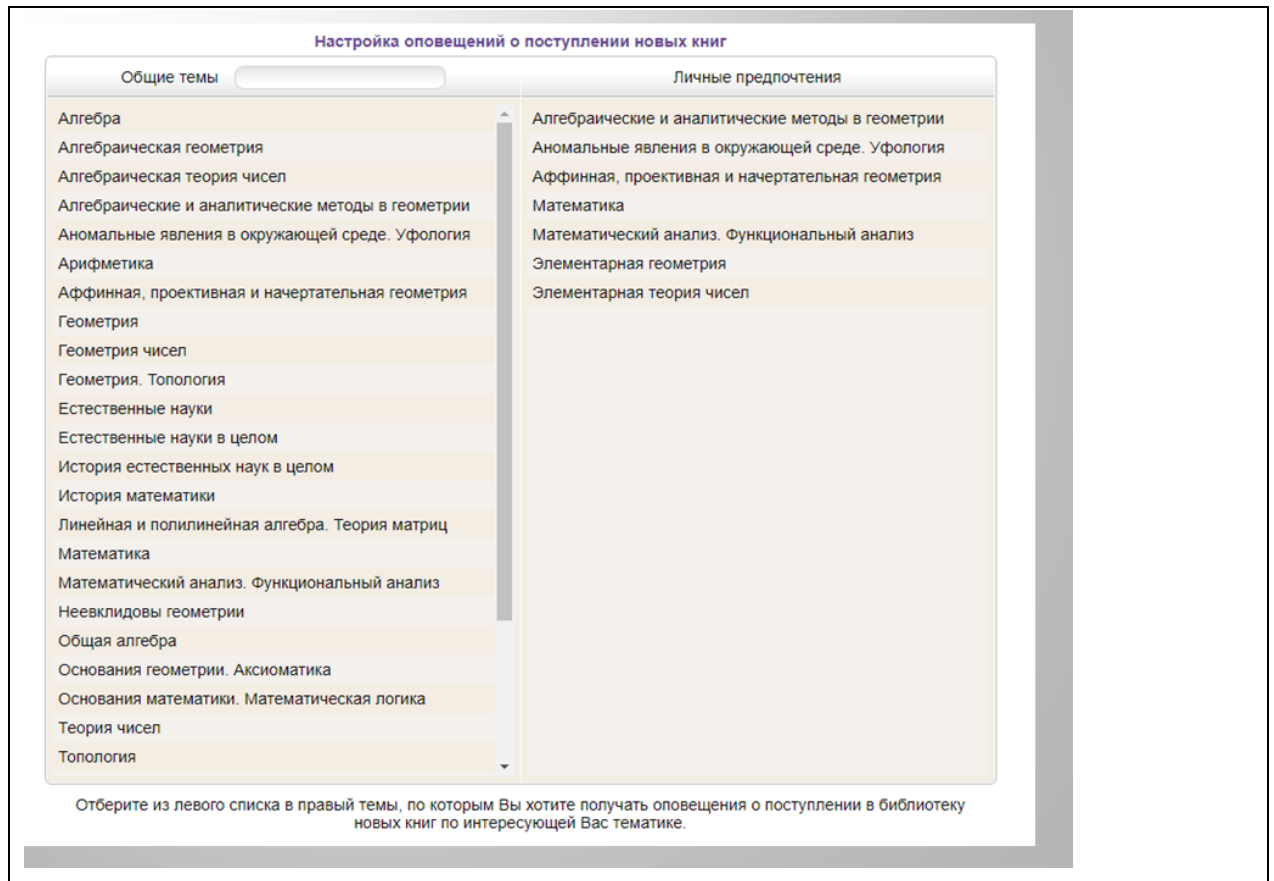 Настройка оповещений о поступлении новых книг
Общие темы
Личные предпочтения
Алгебра
Алгебраическая геометрия
Алгебраическая теория чисел
Алгебраические и аналитические методы в геометрии
Аномальные явления в окружающей среде. Уфология
Арифметика
Аффинная, проективная и начертательная геометрия
Геометрия
Геометрия чисел
Геометрия. Топология
Естественные науки
Естественные науки в целом
История естественных наук в целом
История математики
Линейная и полилинейная алгебра. Теория матриц
Математика
Математический анализ. Функциональный анализ
Неевклидовы геометрии
Общая алгебра
Основания геометрии. Аксиоматика
Основания математики. Математическая логика
Теория чисел
Топология
Алгебраические и аналитические методы в геометрии
Аномальные явления в окружающей среде. Уфология
Аффинная, проективная и начертательная геометрия
Математика
Математический анализ. Функциональный анализ
Элементарная геометрия
Элементарная теория чисел
Отберите из левого списка в правый темы, по которым Вы хотите получать оповещения о поступлении в библиотеку
новых книг по интересующей Вас тематике.